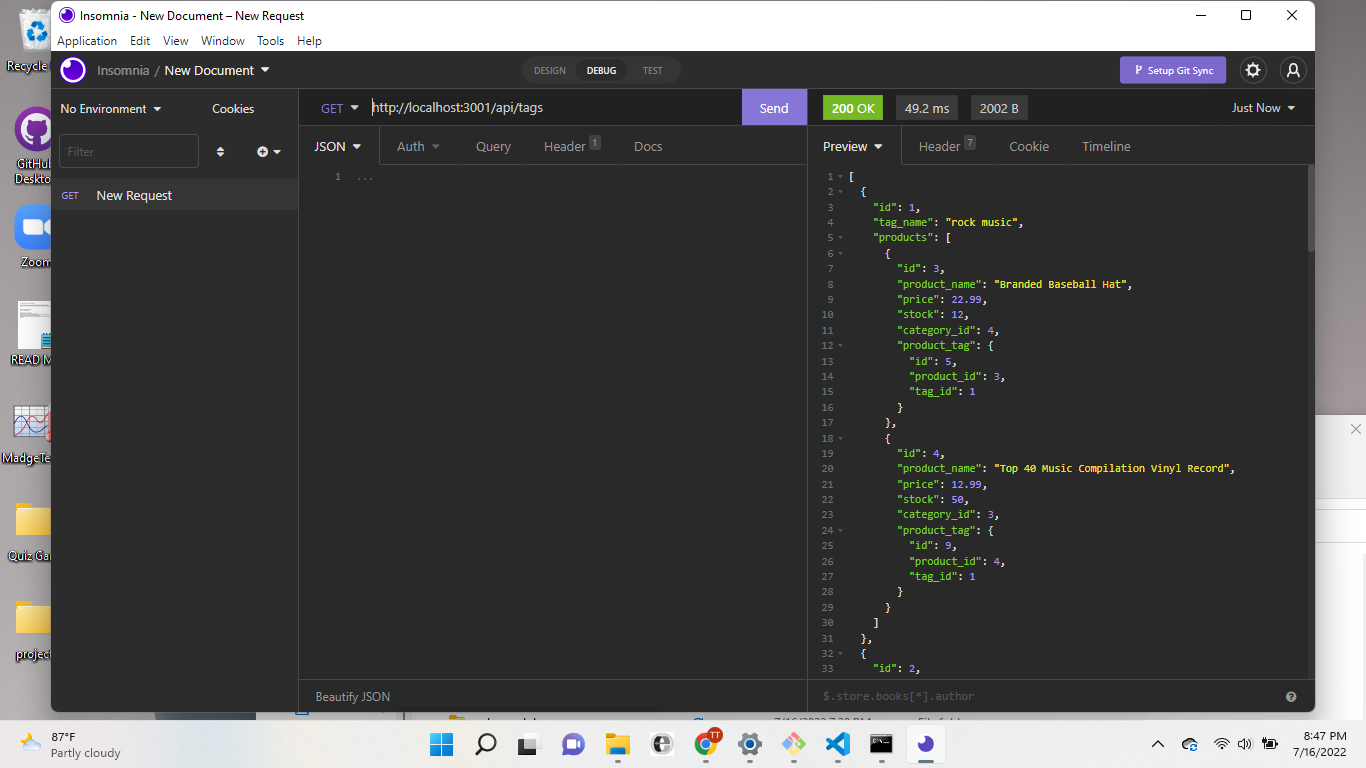 Insomnia - New Document – New Request
Application Edit View Window Tools Help
Insomnia / New Document
DESIGN DEBUG TEST
Setup Git Sync
No Environment
Cookies
GET http://localhost:3001/api/tags
Send
200 OK
49.2 ms
2002 B
Just Now
Filter
JSON Auth Query Header 1 Docs
Preview Header 7 Cookie Timeline
GET New Request
1 ...
1 [
2 {
3 "id": 1,
4 "tag_name": "rock music",
5 "products": [
6 {
7 "id": 3,
8 "product_name": "Branded Baseball Hat",
9 "price": 22.99,
10 "stock": 12,
11 "category_id": 4,
12 "product_tag": {
13 "id": 5,
14 "product_id": 3,
15 "tag_id": 1
16 }
17 },
18 {
19 "id": 4,
20 "product_name": "Top 40 Music Compilation Vinyl Record",
21 "price": 12.99,
22 "stock": 50,
23 "category_id": 3,
24 "product_tag": {
25 "id": 9,
26 "product_id": 4,
27 "tag_id": 1
28 }
29 }
30 ]
31 },
32 {
33 "id": 2,
Beautify JSON
$.store.books[*].author
Recycle
GitHub
Deskto
Zoom
READ M
MadgeTe
Quiz Ga
project
87°F
Partly cloudy
TT
8:47 PM
7/16/2022